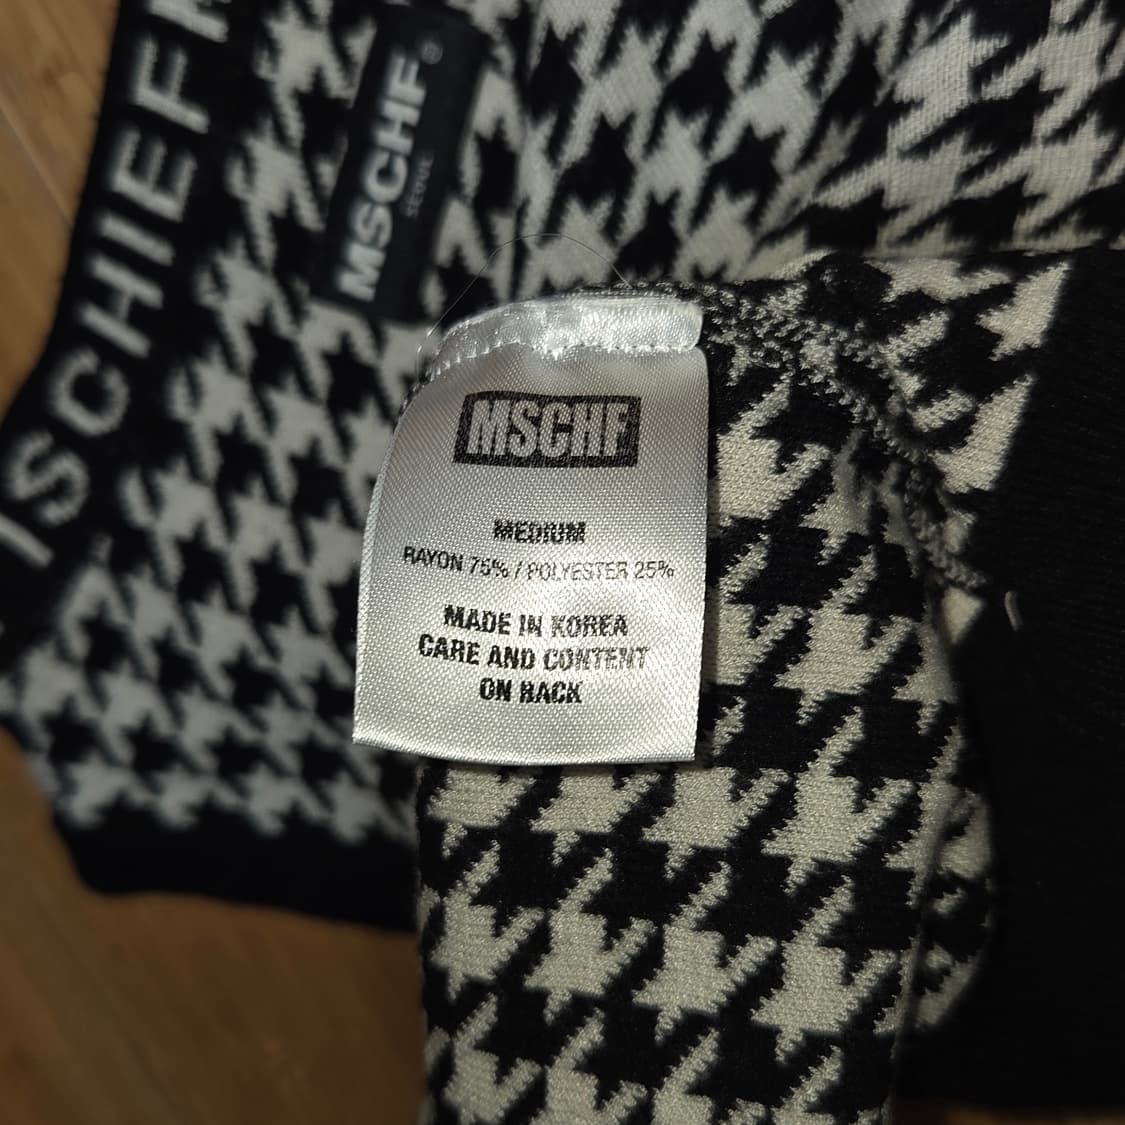 MSCHF
SEOUL
MSCHF
MEDIUM
RAYON 75% / POLYESTER 25%
MADE IN KOREA
CARE AND CONTENT
ON BACK